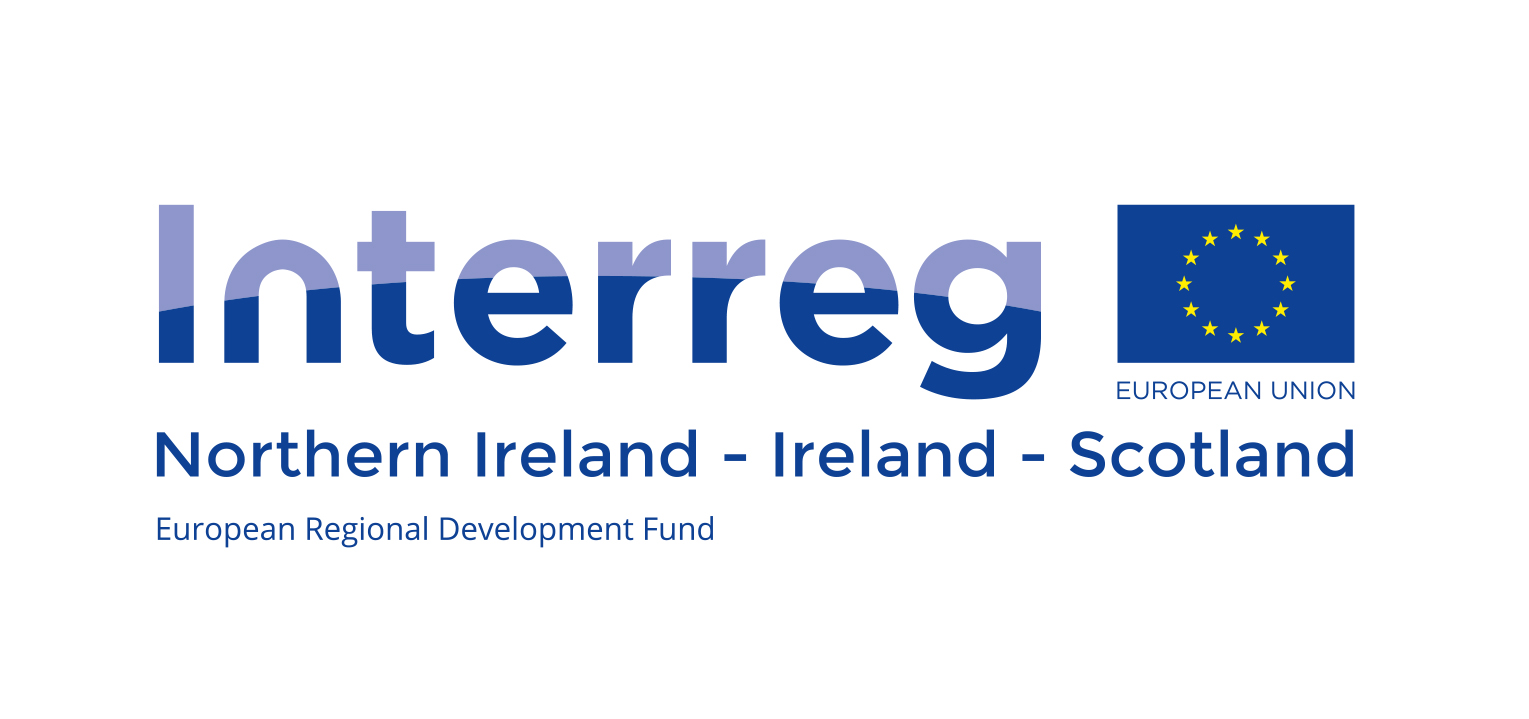 Interreg
EUROPEAN UNION
Northern Ireland - Ireland - Scotland
European Regional Development Fund